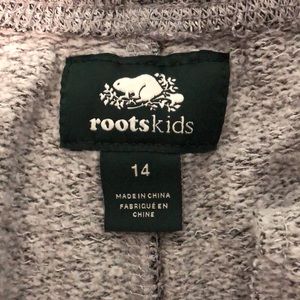 rootskids
14
MADE IN CHINA
FABRIQUÉ EN
CHINE